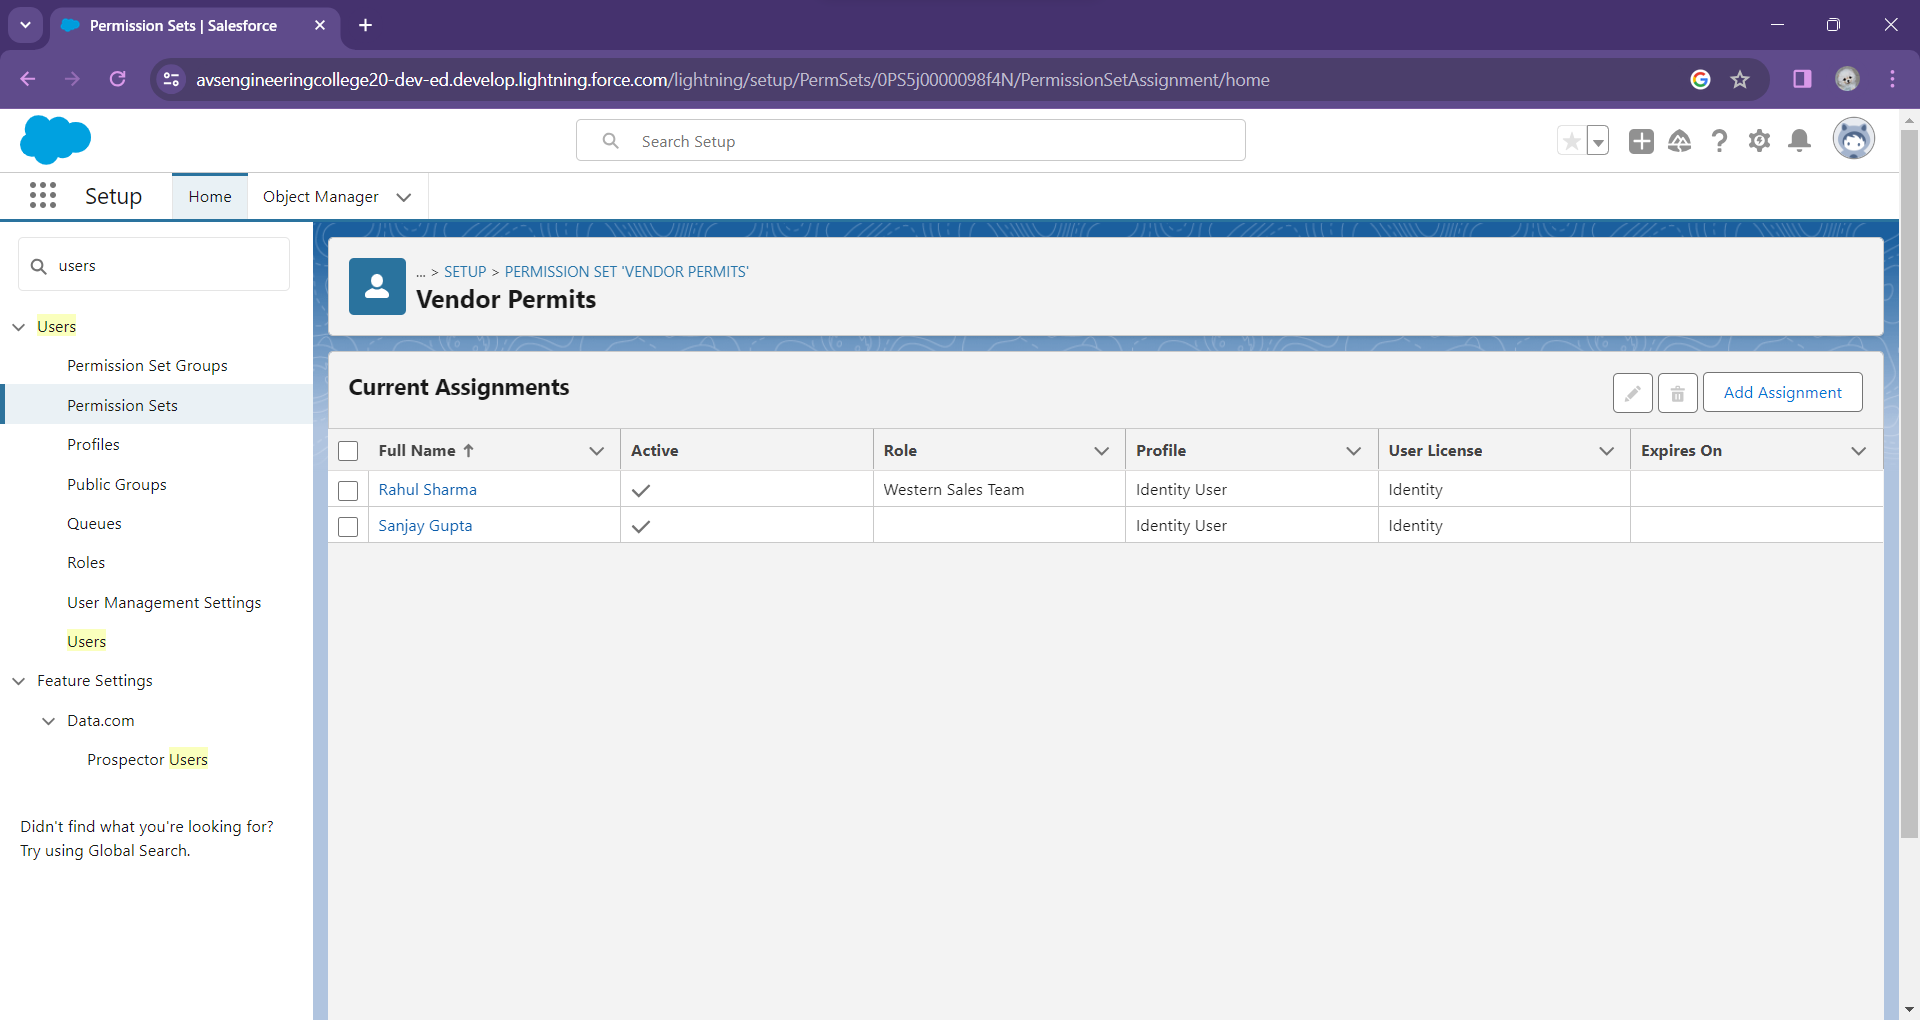 Permission Sets | Salesforce
avsengineeringcollege20-dev-ed.develop.lightning.force.com/lightning/setup/PermSets/0PS5j0000098f4N/PermissionSetAssignment/home
Search Setup
Setup
Home
Object Manager
users
Users
Permission Set Groups
Permission Sets
Profiles
Public Groups
Queues
Roles
User Management Settings
Users
Feature Settings
Data.com
Prospector Users
Didn't find what you're looking for?
Try using Global Search.
... > SETUP > PERMISSION SET 'VENDOR PERMITS'
Vendor Permits
Current Assignments
Add Assignment
Full Name Active Role Profile User License Expires On
Rahul Sharma Western Sales Team Identity User Identity
Sanjay Gupta Identity User Identity